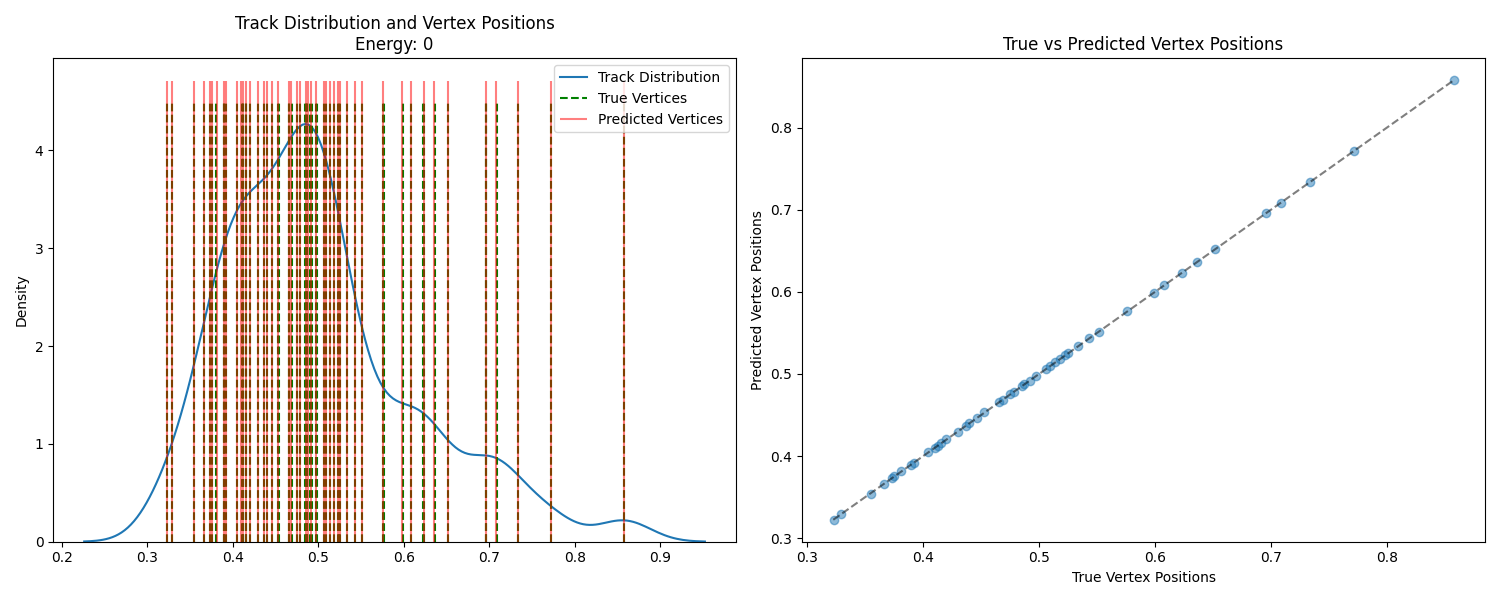 Track Distribution and Vertex Positions
Energy: 0
Track Distribution
True Vertices
Predicted Vertices
Density
4
3
2
1
0
0.2 0.3 0.4 0.5 0.6 0.7 0.8 0.9
True vs Predicted Vertex Positions
Predicted Vertex Positions
0.8
0.7
0.6
0.5
0.4
0.3
0.3 0.4 0.5 0.6 0.7 0.8
True Vertex Positions